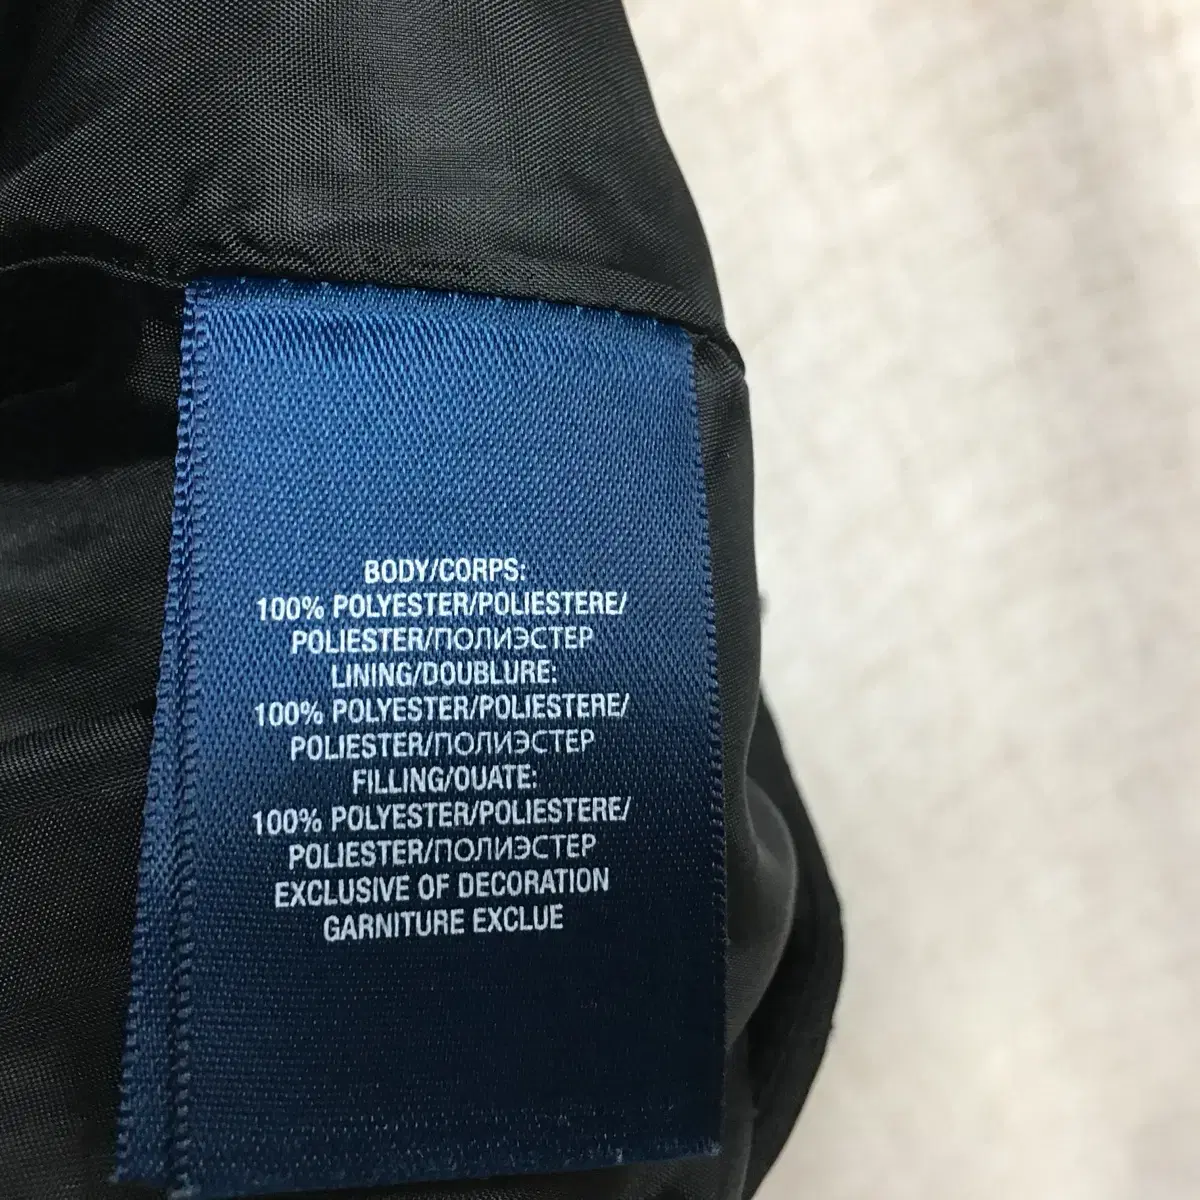 BODY/CORPS:
100% POLYESTER/POLIESTERE/
POLIESTER/ПОЛИЭСТЕР
LINING/DOUBLURE:
100% POLYESTER/POLIESTERE/
POLIESTER/ПОЛИЭСТЕР
FILLING/OUATE:
100% POLYESTER/POLIESTERE/
POLIESTER/ПОЛИЭСТЕР
EXCLUSIVE OF DECORATION
GARNITURE EXCLUE